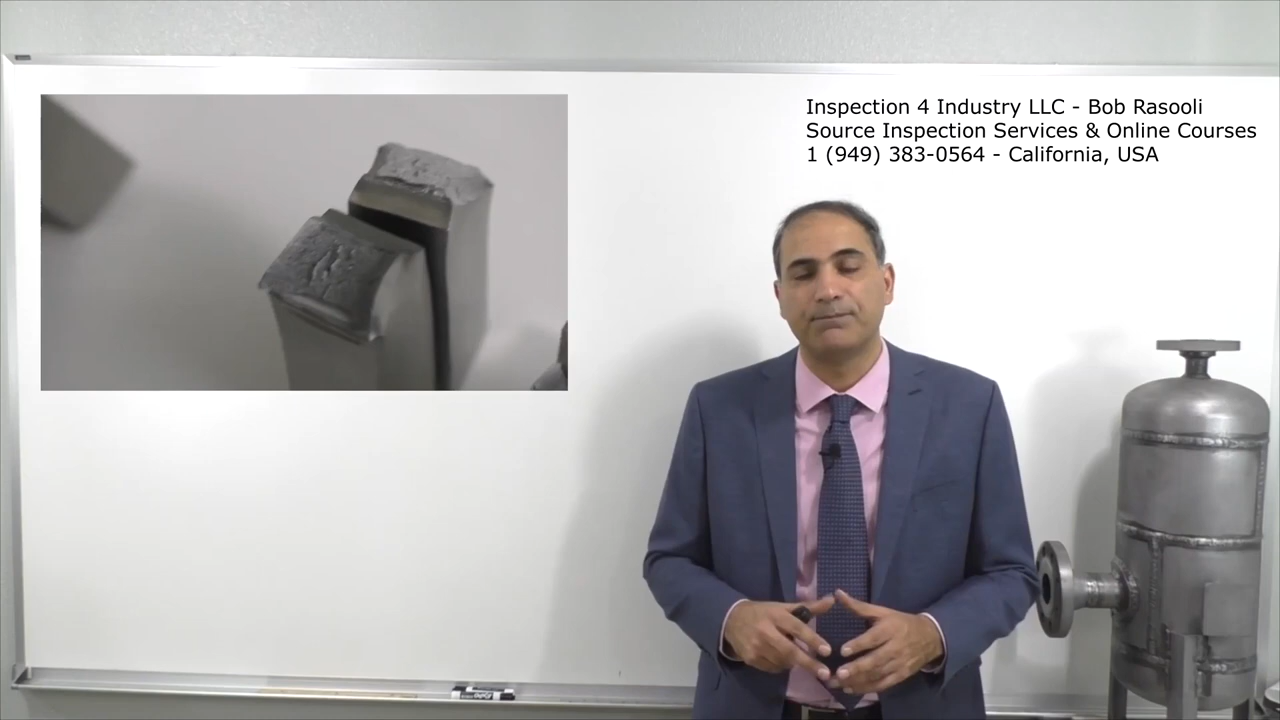 Inspection 4 Industry LLC - Bob Rasooli
Source Inspection Services & Online Courses
1 (949) 383-0564 - California, USA